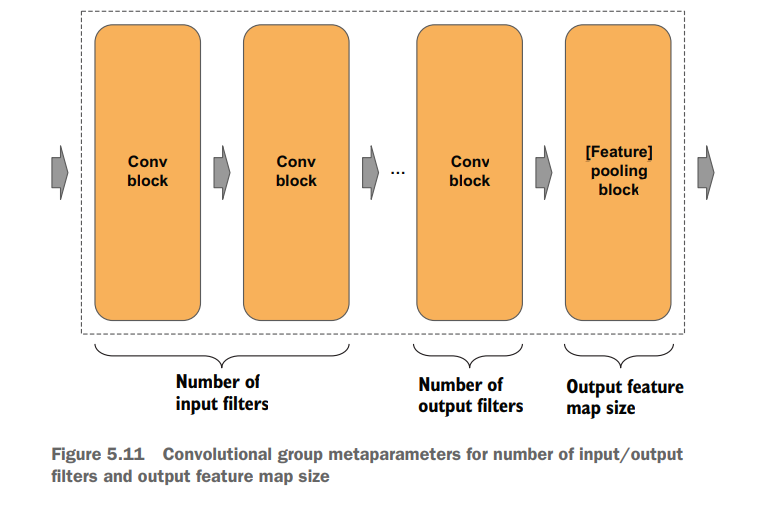 Conv
block
Conv
block
...
Conv
block
[Feature]
pooling
block
Number of
input filters
Number of
output filters
Output feature
map size
Figure 5.11 Convolutional group metaparameters for number of input/output
filters and output feature map size